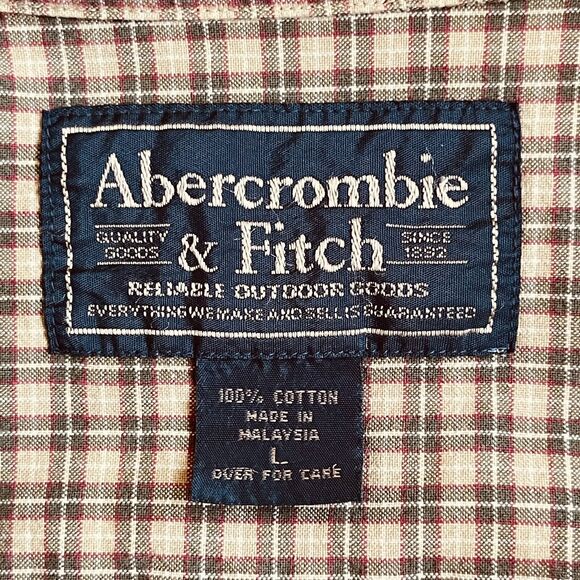 Abercrombie
QUALITY GOODS & Fitch SINCE 1892
RELIABLE OUTDOOR GOODS
EVERYTHING WE MAKE AND SELL IS GUARANTEED
100% COTTON
MADE IN
MALAYSIA
L
OVER FOR CARE